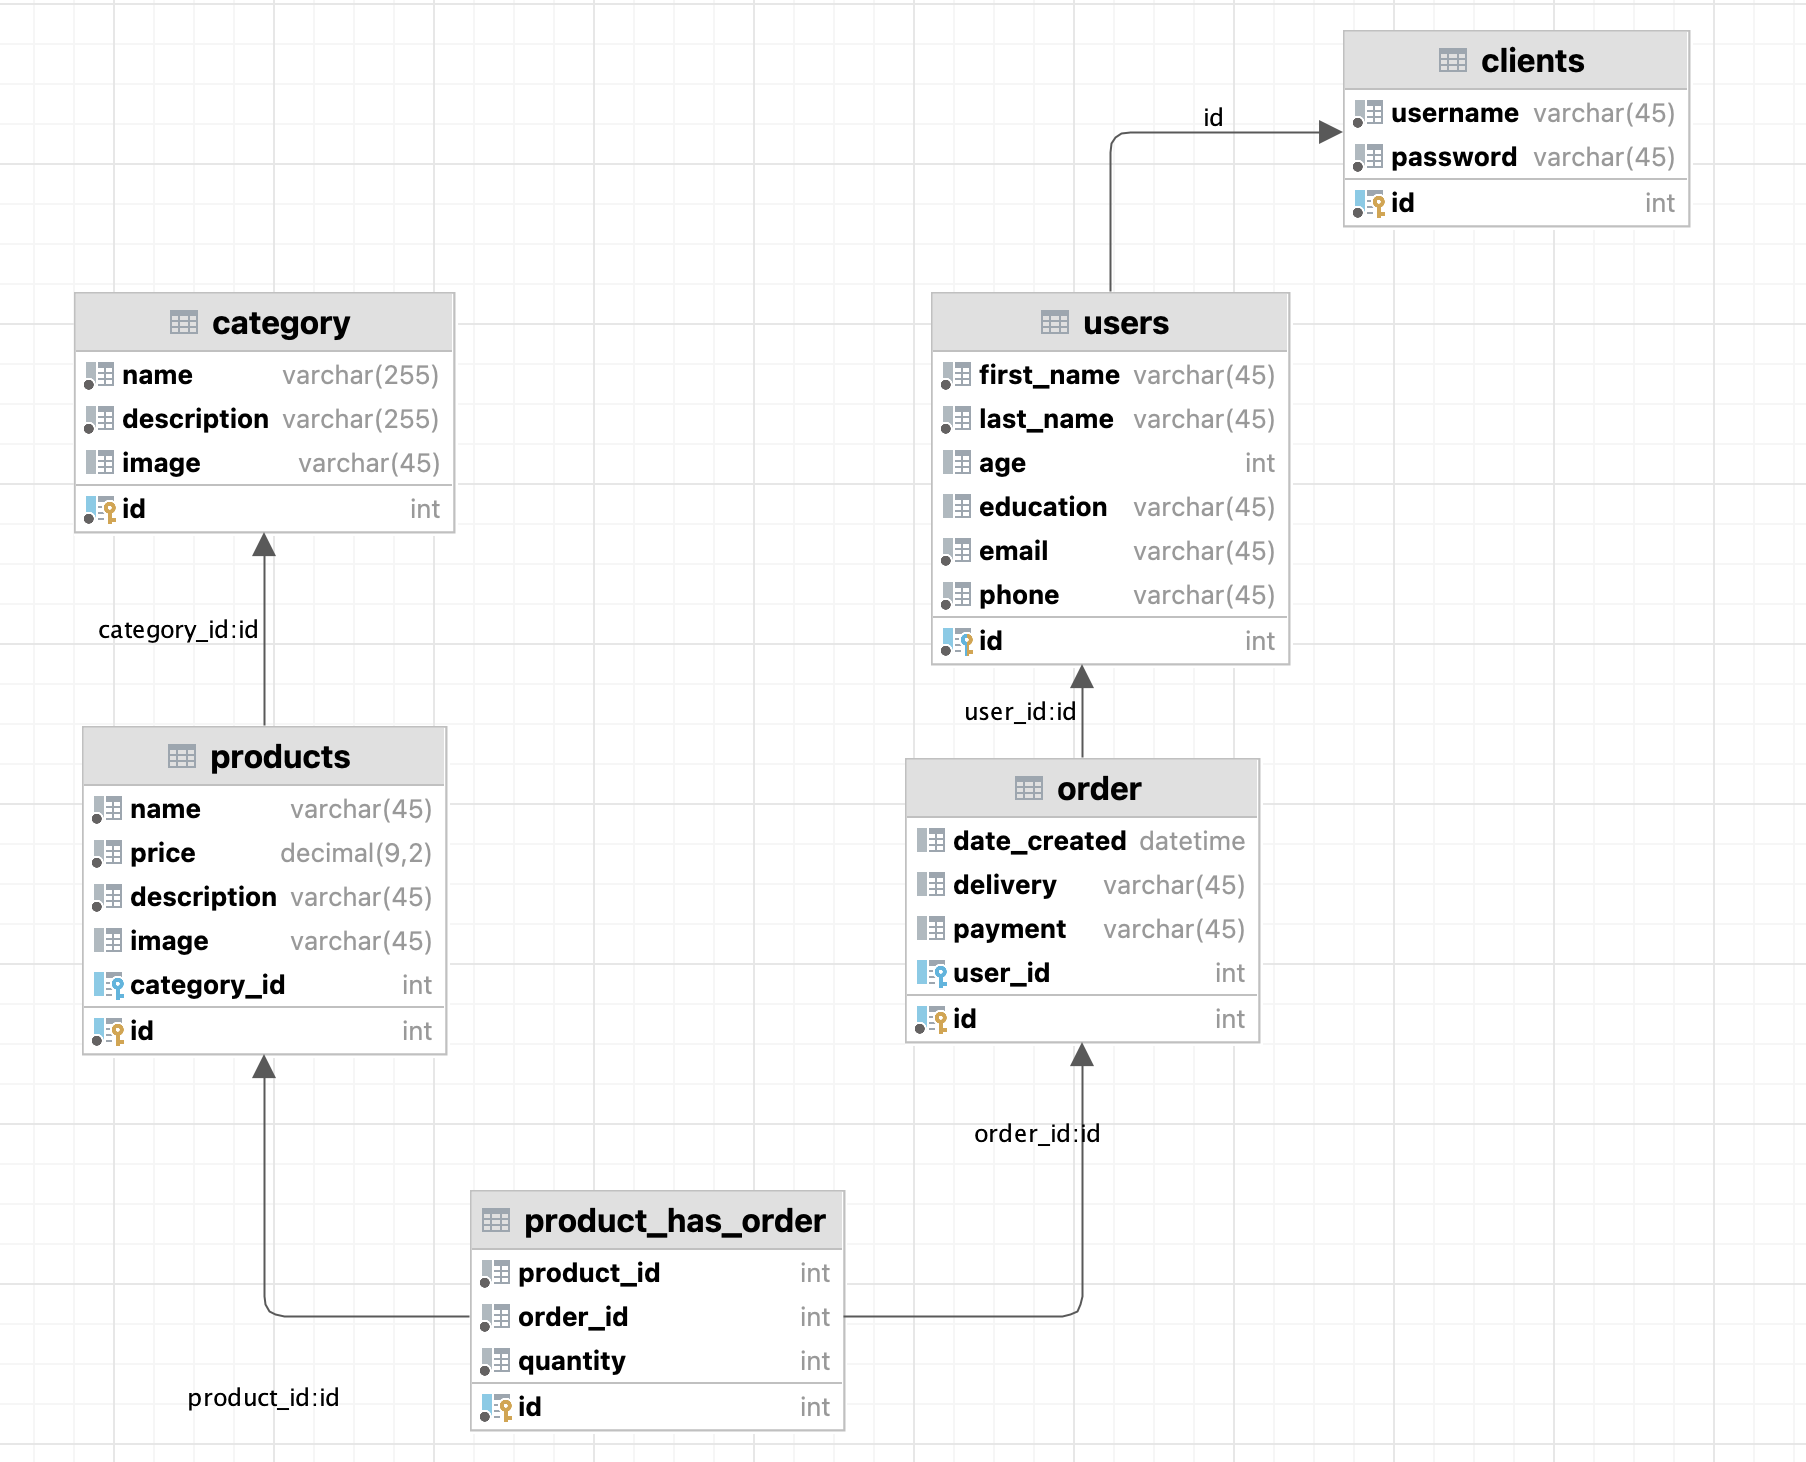 clients
username varchar(45)
password varchar(45)
id int
id
category
name varchar(255)
description varchar(255)
image varchar(45)
id int
users
first_name varchar(45)
last_name varchar(45)
age int
education varchar(45)
email varchar(45)
phone varchar(45)
id int
category_id:id
user_id:id
products
name varchar(45)
price decimal(9,2)
description varchar(45)
image varchar(45)
category_id int
id int
order
date_created datetime
delivery varchar(45)
payment varchar(45)
user_id int
id int
order_id:id
product_has_order
product_id int
order_id int
quantity int
id int
product_id:id